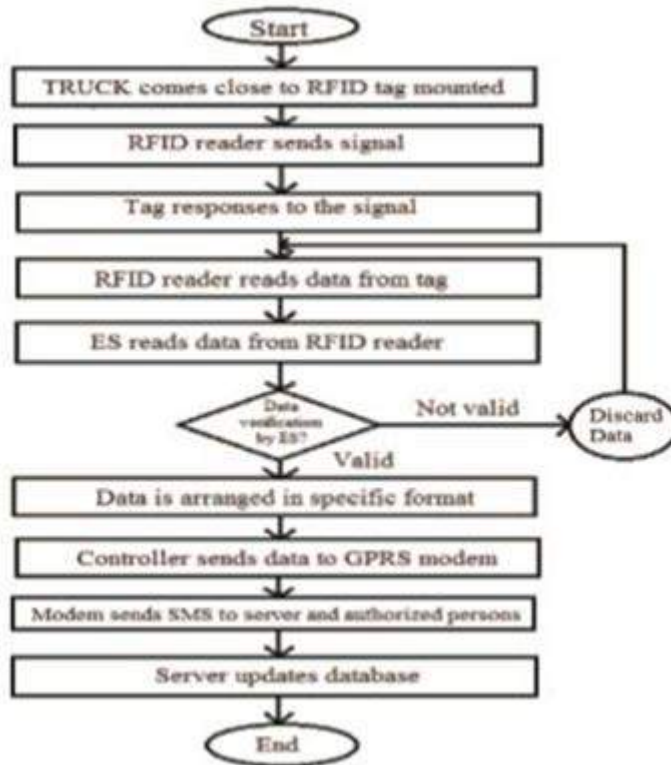 Start
TRUCK comes close to RFID tag mounted
RFID reader sends signal
Tag responses to the signal
RFID reader reads data from tag
ES reads data from RFID reader
Data
verification
by ES?
Not valid
Discard
Data
Valid
Data is arranged in specific format
Controller sends data to GPRS modem
Modem sends SMS to server and authorized persons
Server updates database
End